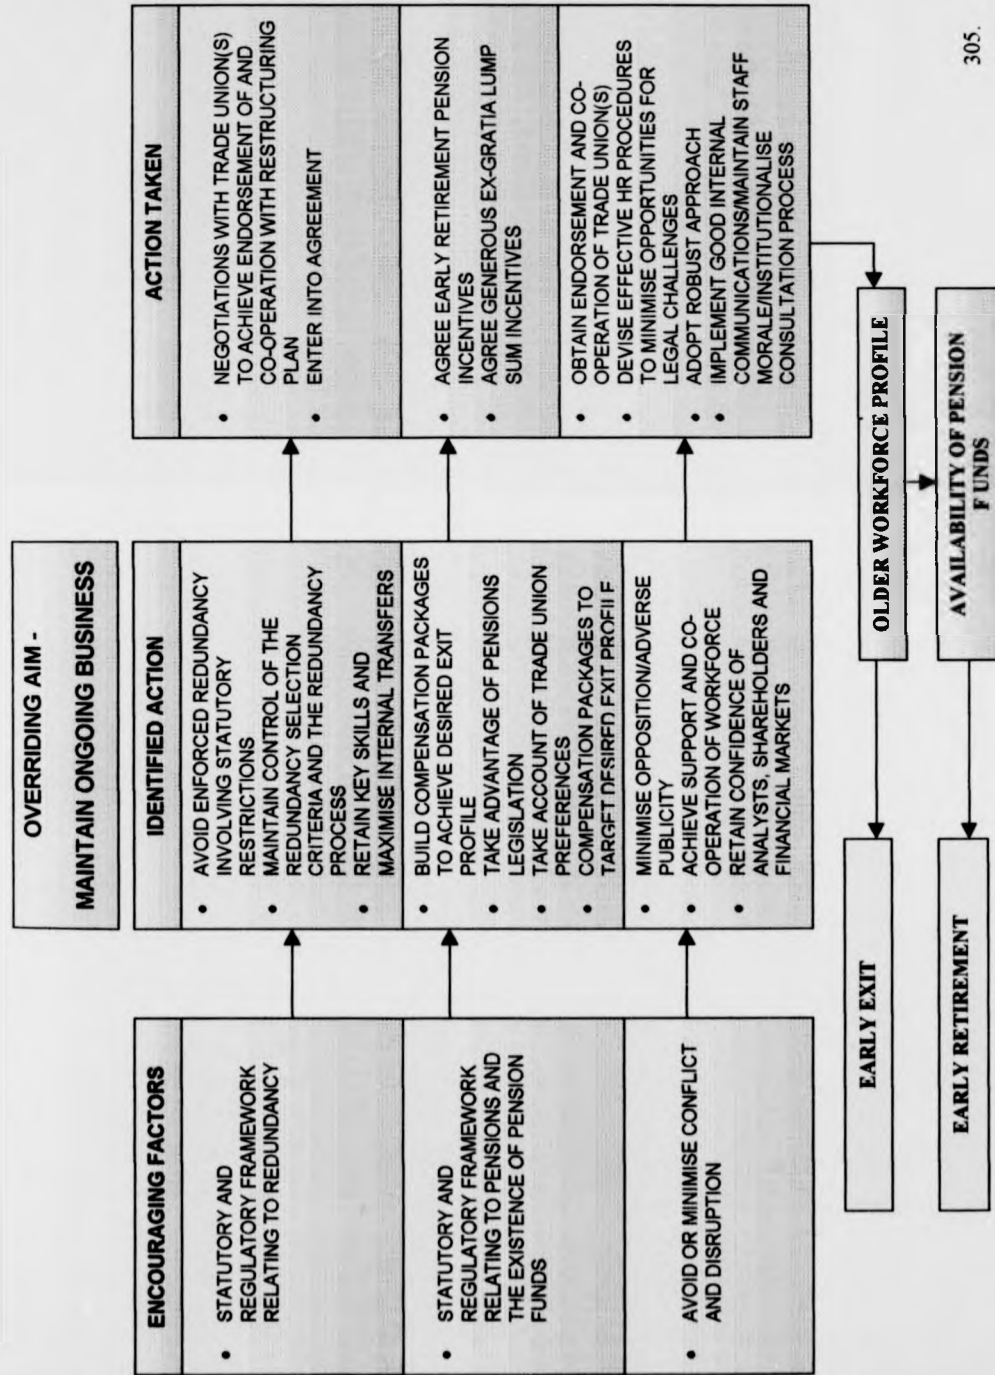 OVERRIDING AIM -
MAINTAIN ONGOING BUSINESS
ENCOURAGING FACTORS
• STATUTORY AND
REGULATORY FRAMEWORK
RELATING TO REDUNDANCY
• STATUTORY AND
REGULATORY FRAMEWORK
RELATING TO PENSIONS AND
THE EXISTENCE OF PENSION
FUNDS
• AVOID OR MINIMISE CONFLICT
AND DISRUPTION
IDENTIFIED ACTION
• AVOID ENFORCED REDUNDANCY
INVOLVING STATUTORY
RESTRICTIONS
• MAINTAIN CONTROL OF THE
REDUNDANCY SELECTION
CRITERIA AND THE REDUNDANCY
PROCESS
• RETAIN KEY SKILLS AND
MAXIMISE INTERNAL TRANSFERS
• BUILD COMPENSATION PACKAGES
TO ACHIEVE DESIRED EXIT
PROFILE
• TAKE ADVANTAGE OF PENSIONS
LEGISLATION
• TAKE ACCOUNT OF TRADE UNION
PREFERENCES
• COMPENSATION PACKAGES TO
TARGET DESIRED EXIT PROFILE
• MINIMISE OPPOSITION/ADVERSE
PUBLICITY
• ACHIEVE SUPPORT AND CO-
OPERATION OF WORKFORCE
• RETAIN CONFIDENCE OF
ANALYSTS, SHAREHOLDERS AND
FINANCIAL MARKETS
ACTION TAKEN
• NEGOTIATIONS WITH TRADE UNION(S)
TO ACHIEVE ENDORSEMENT OF AND
CO-OPERATION WITH RESTRUCTURING
PLAN
• ENTER INTO AGREEMENT
• AGREE EARLY RETIREMENT PENSION
INCENTIVES
• AGREE GENEROUS EX-GRATIA LUMP
SUM INCENTIVES
• OBTAIN ENDORSEMENT AND CO-
OPERATION OF TRADE UNION(S)
• DEVISE EFFECTIVE HR PROCEDURES
TO MINIMISE OPPORTUNITIES FOR
LEGAL CHALLENGES
• ADOPT ROBUST APPROACH
• IMPLEMENT GOOD INTERNAL
COMMUNICATIONS/MAINTAIN STAFF
MORALE/INSTITUTIONALISE
CONSULTATION PROCESS
EARLY EXIT
OLDER WORKFORCE PROFILE
EARLY RETIREMENT
AVAILABILITY OF PENSION
FUNDS
305.